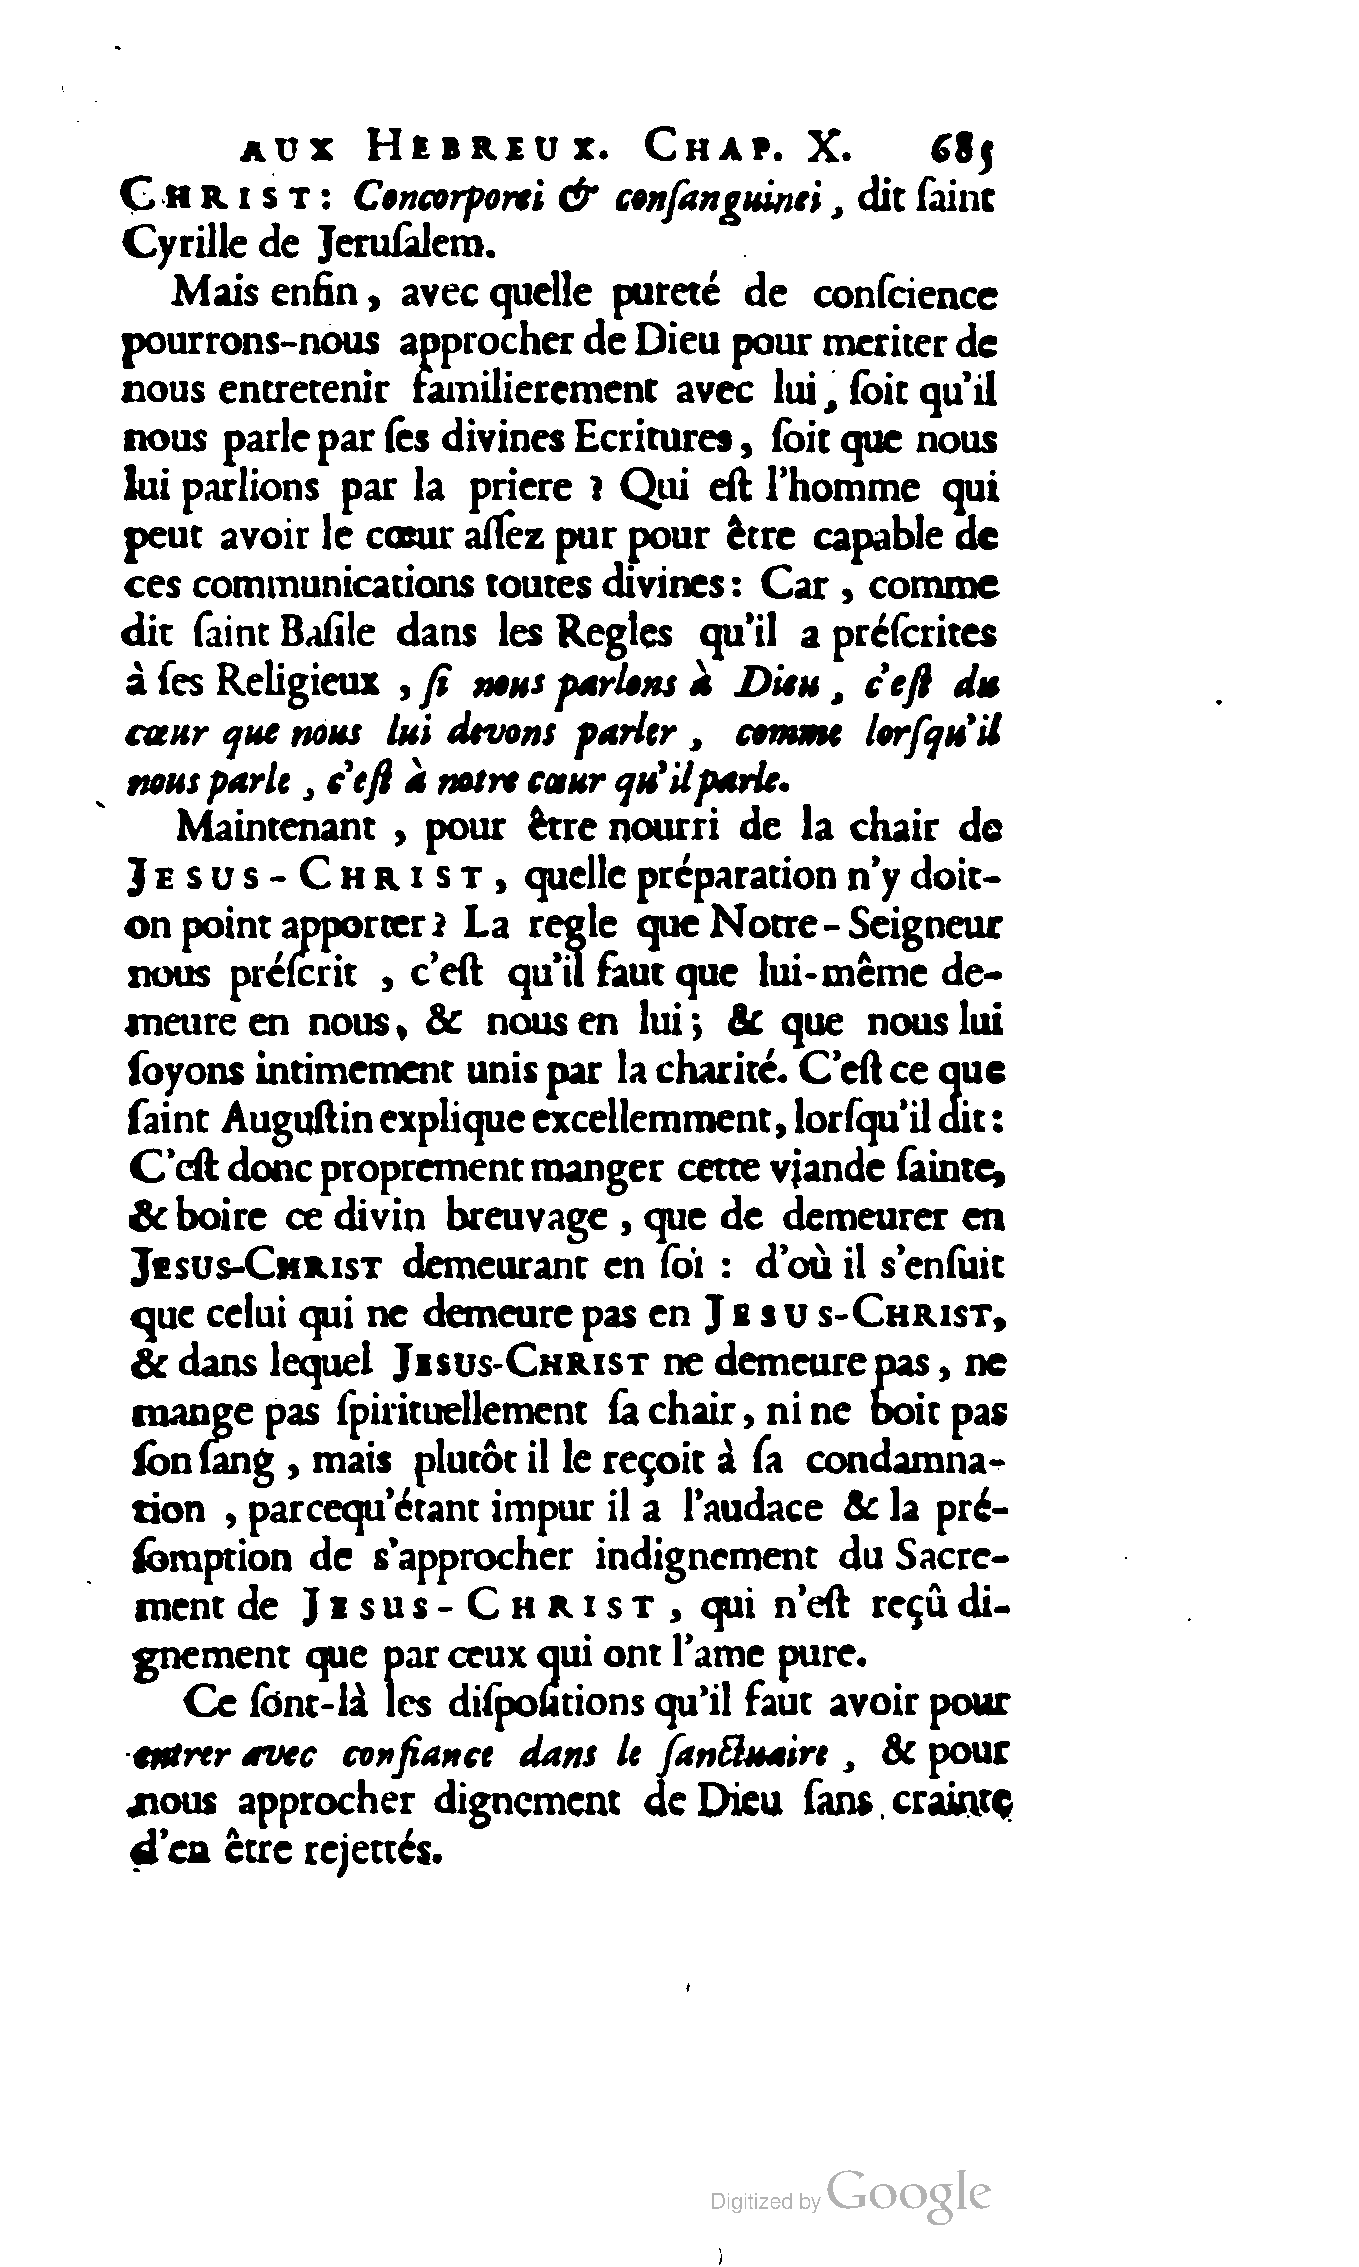 AUX HEBREUX. CHAP. X. 685
CHRIST: Concorporei & conſanguinei, dit ſaint
Cyrille de Jeruſalem.
Mais enfin, avec quelle pureté de conſcience
pourrons-nous approcher de Dieu pour meriter de
nous entretenir familierement avec lui, ſoit qu'il
nous parle par ſes divines Ecritures, ſoit que nous
lui parlions par la priere ? Qui eſt l'homme qui
peut avoir le cœur aſſez pur pour être capable de
ces communications toutes divines: Car, comme
dit ſaint Baſile dans les Regles qu'il a préſcrites
à ſes Religieux, ſi nous parlons à Dieu, c'eſt du
cœur que nous lui devons parler, comme lorſqu'il
nous parle, c'eſt à notre cœur qu'il parle.
Maintenant, pour être nourri de la chair de
JESUS-CHRIST, quelle préparation n'y doit-
on point apporter? La regle que Notre-Seigneur
nous préſcrit, c'eſt qu'il faut que lui-même de-
meure en nous, & nous en lui; & que nous lui
ſoyons intimement unis par la charité. C'eſt ce que
ſaint Auguſtin explique excellemment, lorſqu'il dit:
C'eſt donc proprement manger cette viande ſainte,
& boire ce divin breuvage, que de demeurer en
JESUS-CHRIST demeurant en ſoi : d'où il s'enſuit
que celui qui ne demeure pas en JESUS-CHRIST,
& dans lequel JESUS-CHRIST ne demeure pas, ne
mange pas ſpirituellement ſa chair, ni ne boit pas
ſon ſang, mais plutôt il le reçoit à ſa condamna-
tion, parcequ'étant impur il a l'audace & la pré-
ſomption de s'approcher indignement du Sacre-
ment de JESUS-CHRIST, qui n'eſt reçû di-
gnement que par ceux qui ont l'ame pure.
Ce ſont-là les diſpoſitions qu'il faut avoir pour
entrer avec confiance dans le ſanctuaire, & pour
nous approcher dignement de Dieu ſans crainte
d'en être rejettés.
Digitized by Google